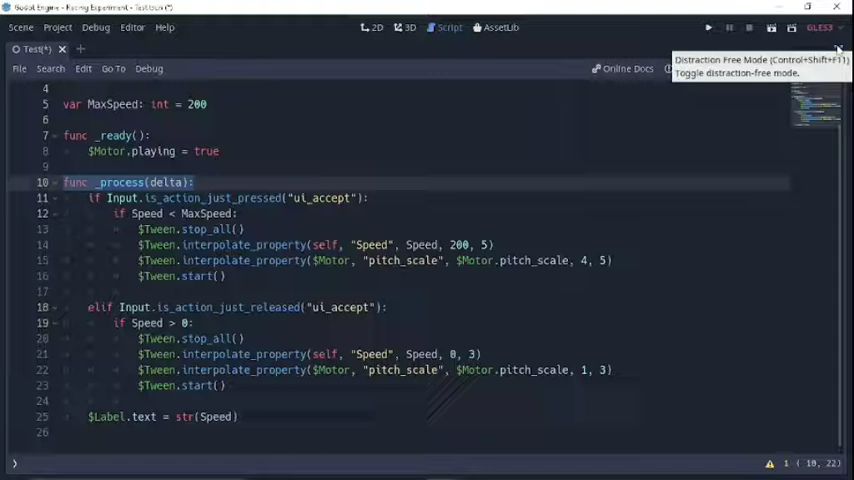 Godot Engine - Racing Experiment - Test.tscn (*)
Scene Project Debug Editor Help 2D 3D Script AssetLib GLES3
Test(*)
File Search Edit Go To Debug Online Docs
Distraction Free Mode (Control+Shift+F11)
Toggle distraction-free mode.
4
5 var MaxSpeed: int = 200
6
7 func _ready():
8 $Motor.playing = true
9
10 func _process(delta):
11 if Input.is_action_just_pressed("ui_accept"):
12 if Speed < MaxSpeed:
13 $Tween.stop_all()
14 $Tween.interpolate_property(self, "Speed", Speed, 200, 5)
15 $Tween.interpolate_property($Motor, "pitch_scale", $Motor.pitch_scale, 4, 5)
16 $Tween.start()
17
18 elif Input.is_action_just_released("ui_accept"):
19 if Speed > 0:
20 $Tween.stop_all()
21 $Tween.interpolate_property(self, "Speed", Speed, 0, 3)
22 $Tween.interpolate_property($Motor, "pitch_scale", $Motor.pitch_scale, 1, 3)
23 $Tween.start()
24
25 $Label.text = str(Speed)
26
1 ( 10, 22)